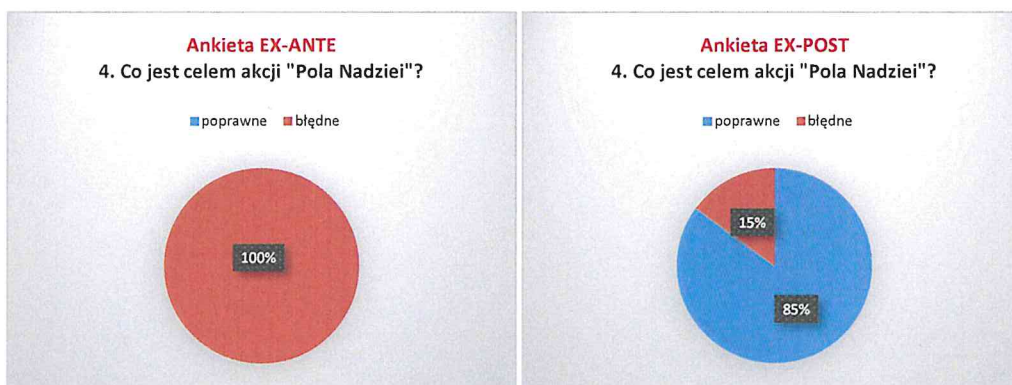 Ankieta EX-ANTE
4. Co jest celem akcji "Pola Nadziei"?
poprawne błędne
100%
Ankieta EX-POST
4. Co jest celem akcji "Pola Nadziei"?
poprawne błędne
15%
85%